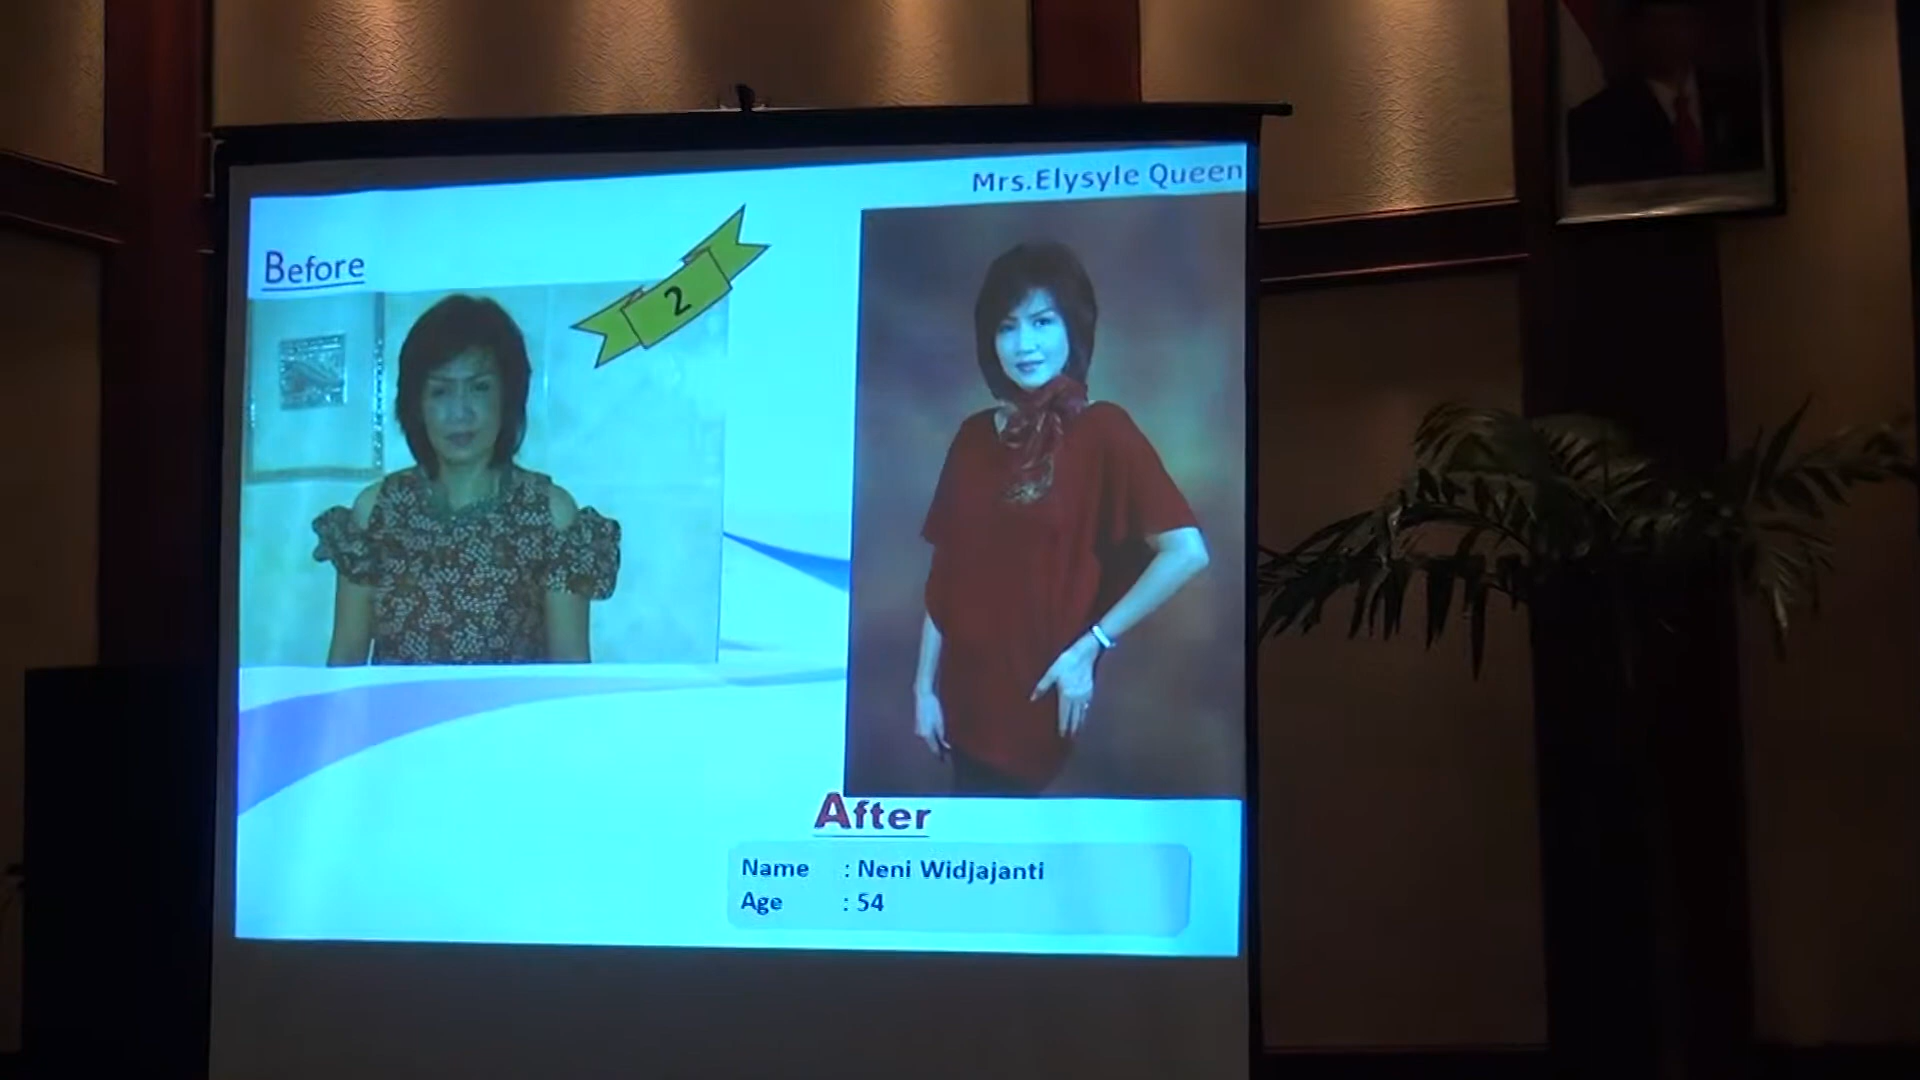 Mrs.Elysyle Queen
Before
2
After
Name : Neni Widjajanti
Age : 54